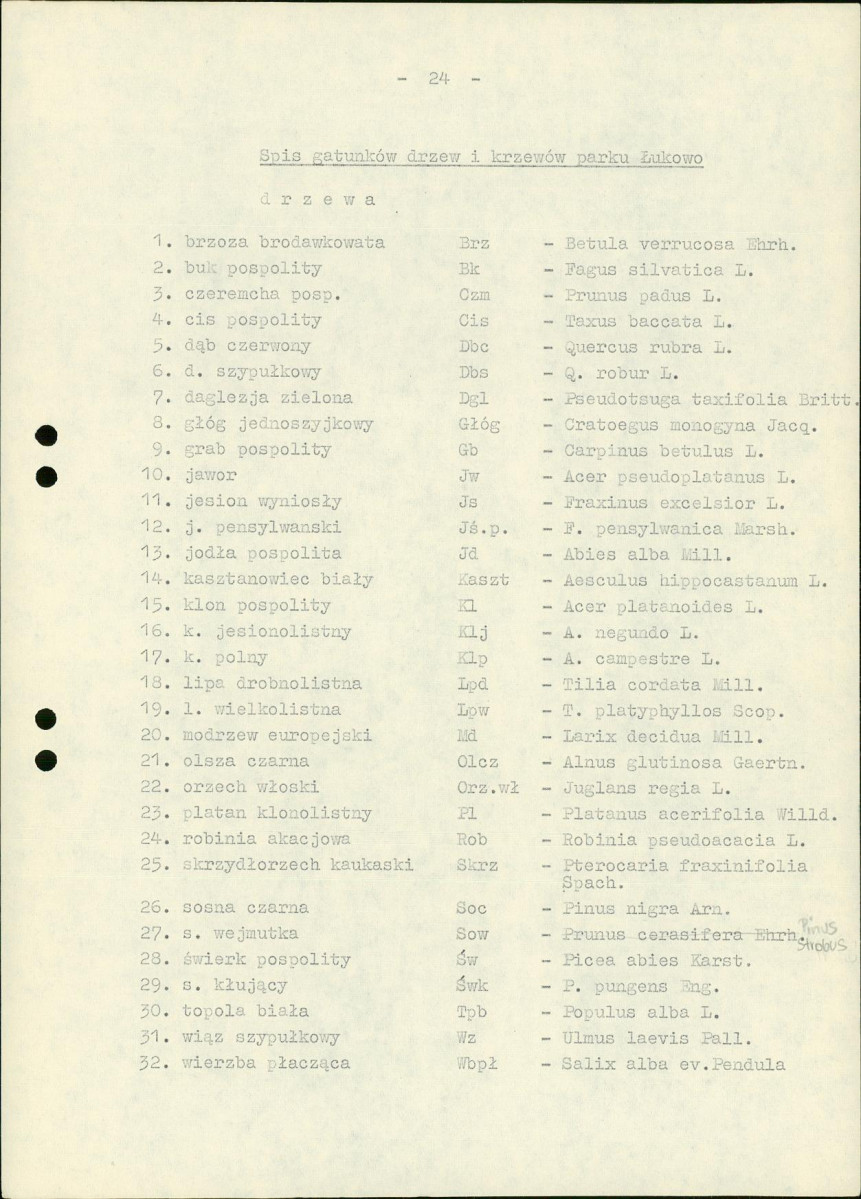 - 24 -
Spis gatunków drzew i krzewów parku Łukowo
d r z e w a
1. brzoza brodawkowata Brz - Betula verrucosa Ehrh.
2. buk pospolity Bk - Fagus silvatica L.
3. czeremcha posp. Czm - Prunus padus L.
4. cis pospolity Cis - Taxus baccata L.
5. dąb czerwony Dbc - Quercus rubra L.
6. d. szypułkowy Dbs - Q. robur L.
7. daglezja zielona Dgl - Pseudotsuga taxifolia Britt.
8. głóg jednoszyjkowy Głóg - Cratoegus monogyna Jacq.
9. grab pospolity Gb - Carpinus betulus L.
10. jawor Jw - Acer pseudoplatanus L.
11. jesion wyniosły Js - Fraxinus excelsior L.
12. j. pensylwanski Jś.p. - F. pensylwanica Marsh.
13. jodła pospolita Jd - Abies alba Mill.
14. kasztanowiec biały Kaszt - Aesculus hippocastanum L.
15. klon pospolity Kl - Acer platanoides L.
16. k. jesionolistny Klj - A. negundo L.
17. k. polny Klp - A. campestre L.
18. lipa drobnolistna Lpd - Tilia cordata Mill.
19. l. wielkolistna Lpw - T. platyphyllos Scop.
20. modrzew europejski Md - Larix decidua Mill.
21. olsza czarna Olcz - Alnus glutinosa Gaertn.
22. orzech włoski Orz.wł - Juglans regia L.
23. platan klonolistny Pl - Platanus acerifolia Willd.
24. robinia akacjowa Rob - Robinia pseudoacacia L.
25. skrzydłorzech kaukaski Skrz - Pterocaria fraxinifolia
Spach.
26. sosna czarna Soc - Pinus nigra Arn.
27. s. wejmutka Sow - Prunus cerasifera Ehrh. Pinus
Strobus
28. świerk pospolity Św - Picea abies Karst.
29. s. kłujący Świk - P. pungens Eng.
30. topola biała Tpb - Populus alba L.
31. wiąz szypułkowy Wz - Ulmus laevis Pall.
32. wierzba płacząca Wbpł - Salix alba ev.Pendula